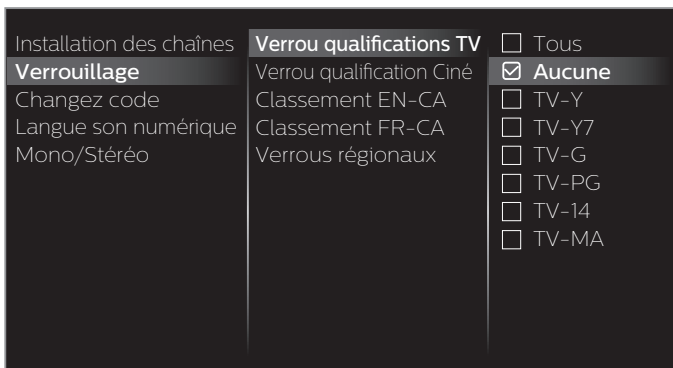 Installation des chaînes
Verrouillage
Changez code
Langue son numérique
Mono/Stéréo
Verrou qualifications TV
Verrou qualification Ciné
Classement EN-CA
Classement FR-CA
Verrous régionaux
Tous
Aucune
TV-Y
TV-Y7
TV-G
TV-PG
TV-14
TV-MA